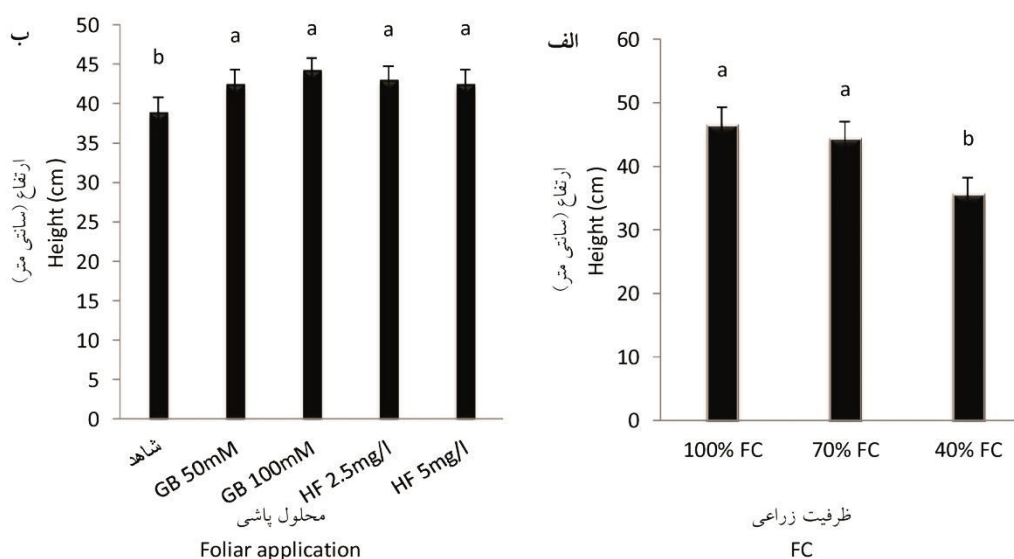 ب
ارتفاع (سانتی متر)
Height (cm)
50
45
40
35
30
25
20
15
10
5
0
b
a
a
a
a
شاهد
GB 50mM
GB 100mM
HF 2.5mg/l
HF 5mg/l
محلول پاشی
Foliar application
الف
ارتفاع (سانتی متر)
Height (cm)
60
50
40
30
20
10
0
a
a
b
100% FC
70% FC
40% FC
ظرفیت زراعی
FC